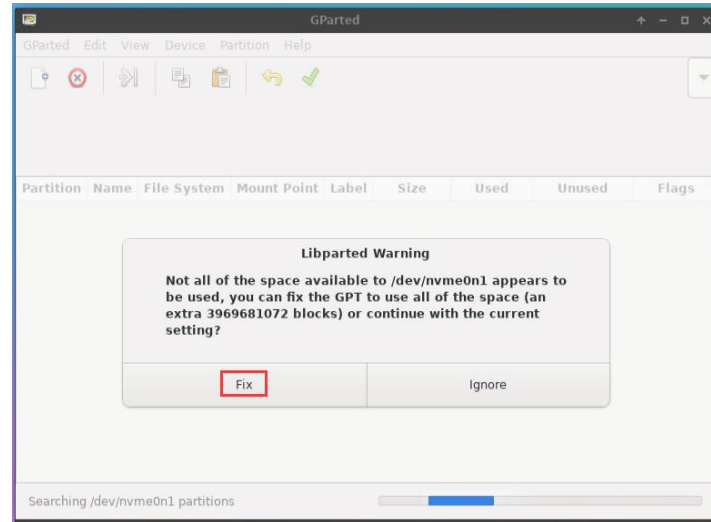 GParted
GParted Edit View Device Partition Help
Partition Name File System Mount Point Label Size Used Unused Flags
Libparted Warning
Not all of the space available to /dev/nvme0n1 appears to
be used, you can fix the GPT to use all of the space (an
extra 3969681072 blocks) or continue with the current
setting?
Fix Ignore
Searching /dev/nvme0n1 partitions